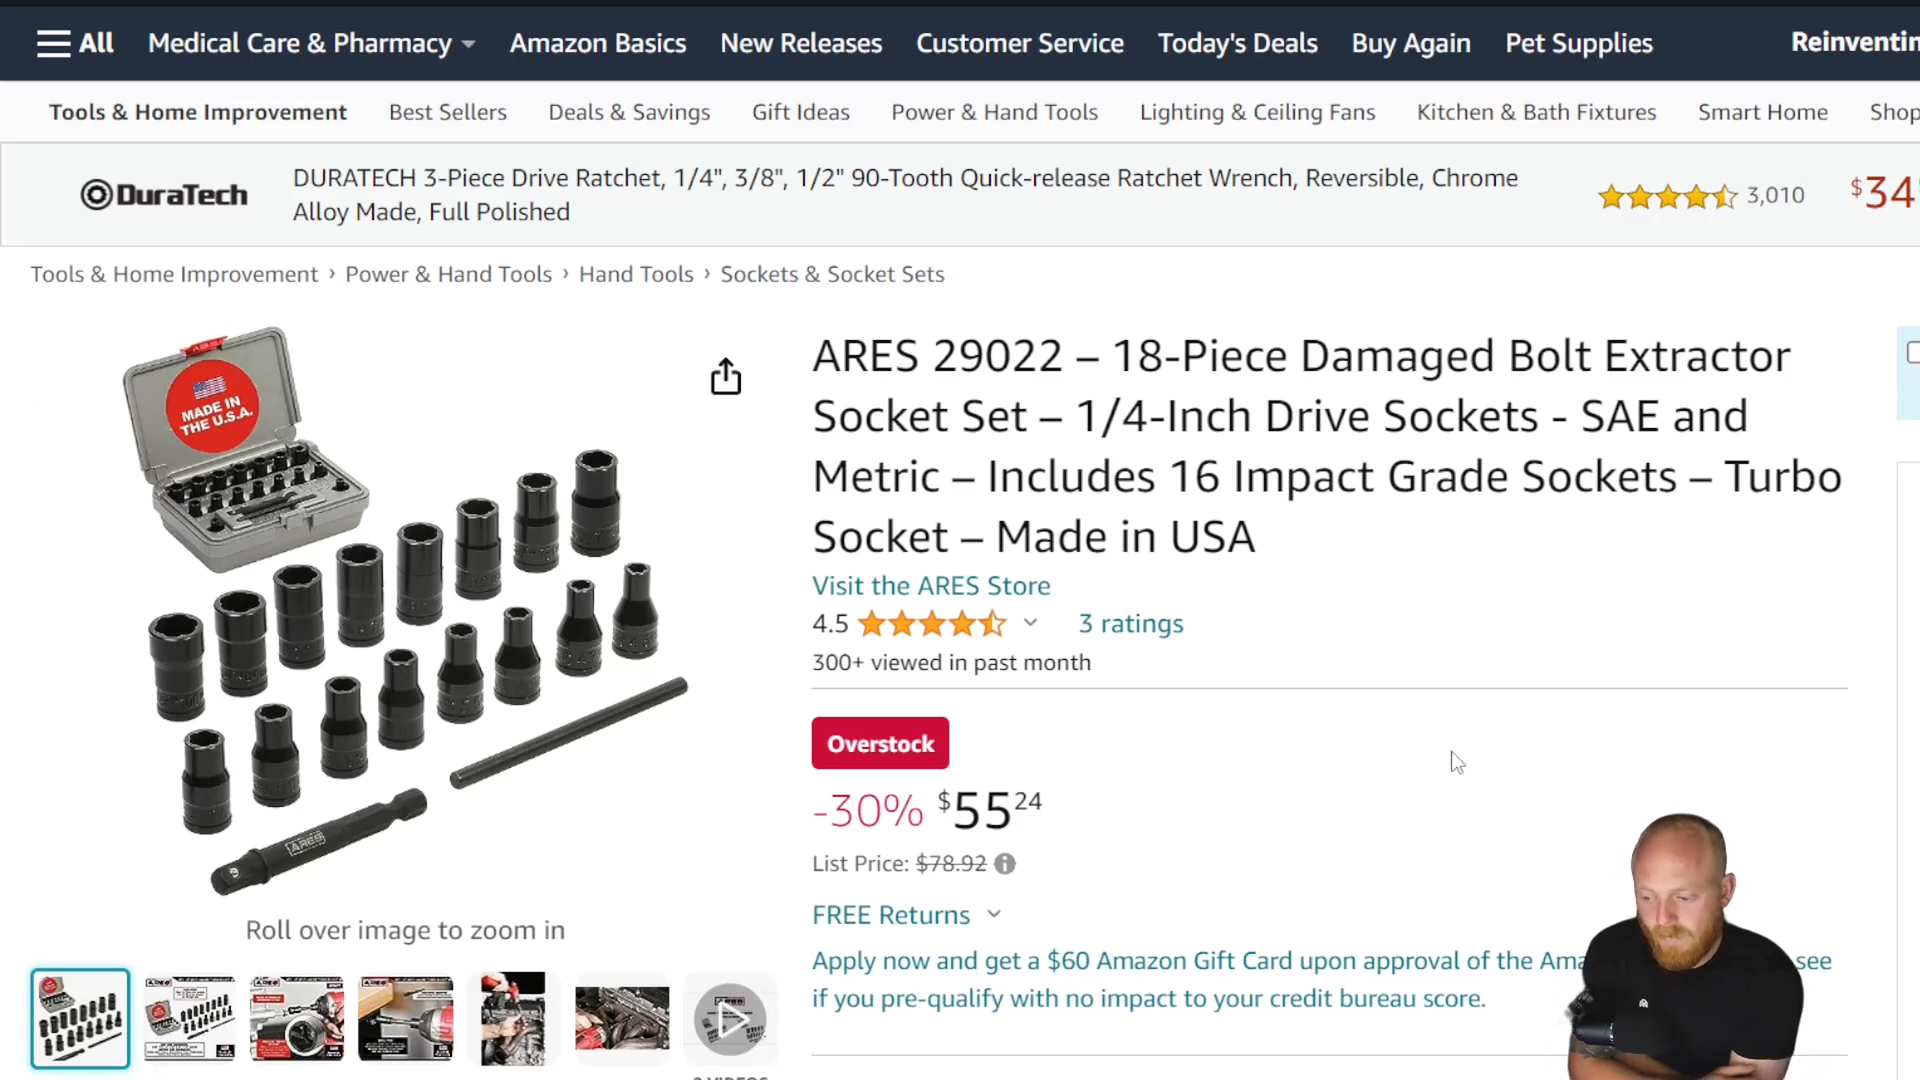 All
Medical Care & Pharmacy
Amazon Basics
New Releases
Customer Service
Today's Deals
Buy Again
Pet Supplies
Tools & Home Improvement
Best Sellers
Deals & Savings
Gift Ideas
Power & Hand Tools
Lighting & Ceiling Fans
Kitchen & Bath Fixtures
Smart Home
DURATECH
DURATECH 3-Piece Drive Ratchet, 1/4", 3/8", 1/2" 90-Tooth Quick-release Ratchet Wrench, Reversible, Chrome
Alloy Made, Full Polished
3,010
$34
Tools & Home Improvement › Power & Hand Tools › Hand Tools › Sockets & Socket Sets
MADE IN
THE U.S.A.
ARES
Roll over image to zoom in
ARES 29022 – 18-Piece Damaged Bolt Extractor
Socket Set – 1/4-Inch Drive Sockets - SAE and
Metric – Includes 16 Impact Grade Sockets – Turbo
Socket – Made in USA
Visit the ARES Store
4.5
3 ratings
300+ viewed in past month
Overstock
-30% $55 24
List Price: $78.92
FREE Returns
Apply now and get a $60 Amazon Gift Card upon approval of the Ama see
if you pre-qualify with no impact to your credit bureau score.